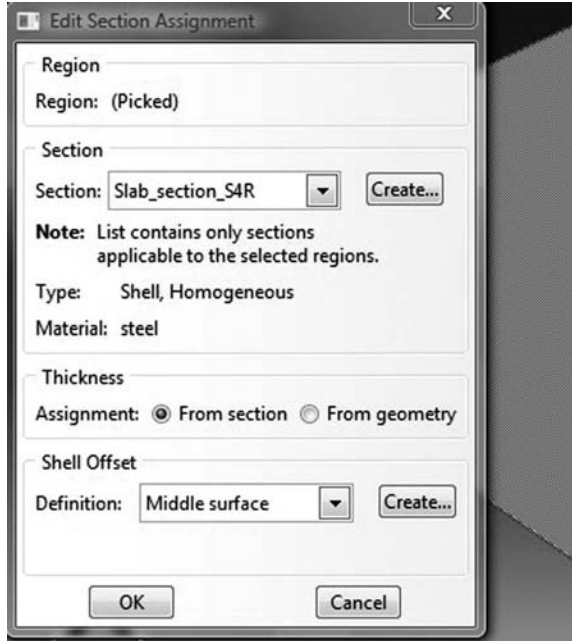 Edit Section Assignment
X
Region
Region: (Picked)
Section
Section: Slab_section_S4R Create...
Note: List contains only sections
applicable to the selected regions.
Type: Shell, Homogeneous
Material: steel
Thickness
Assignment: From section From geometry
Shell Offset
Definition: Middle surface Create...
OK Cancel